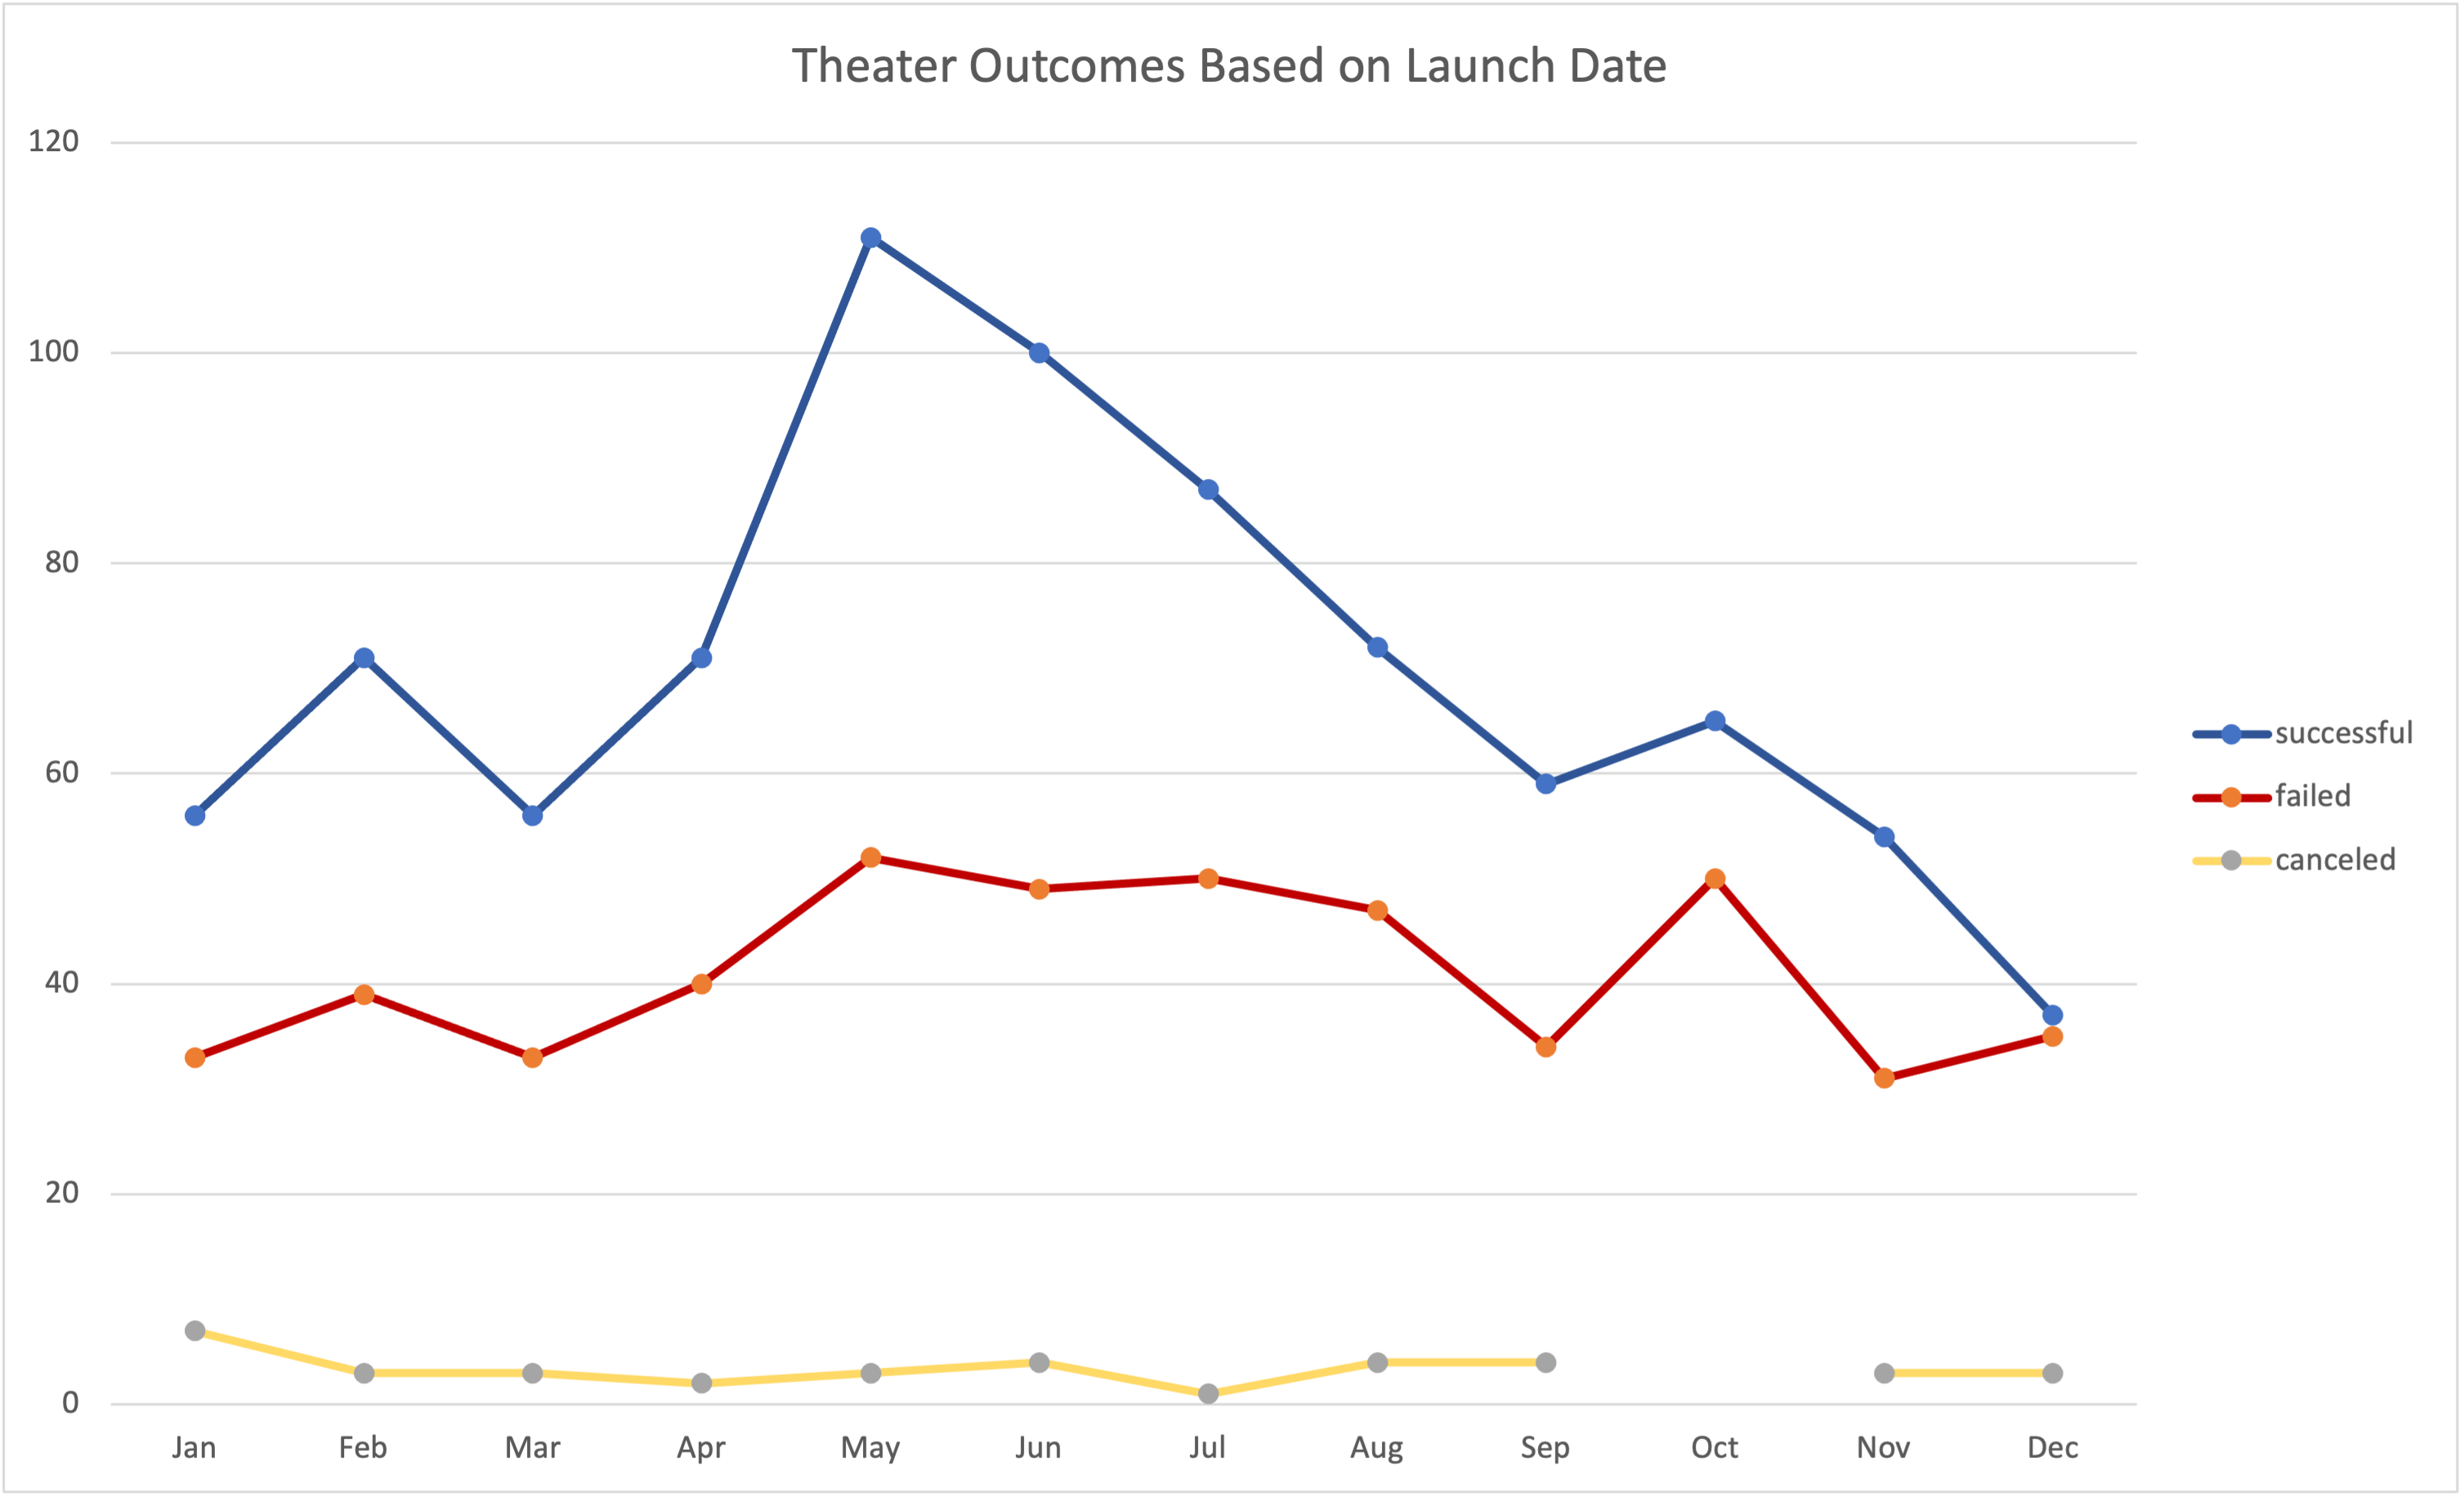 Theater Outcomes Based on Launch Date
120
100
80
60
40
20
0
Jan Feb Mar Apr May Jun Jul Aug Sep Oct Nov Dec
successful
failed
canceled